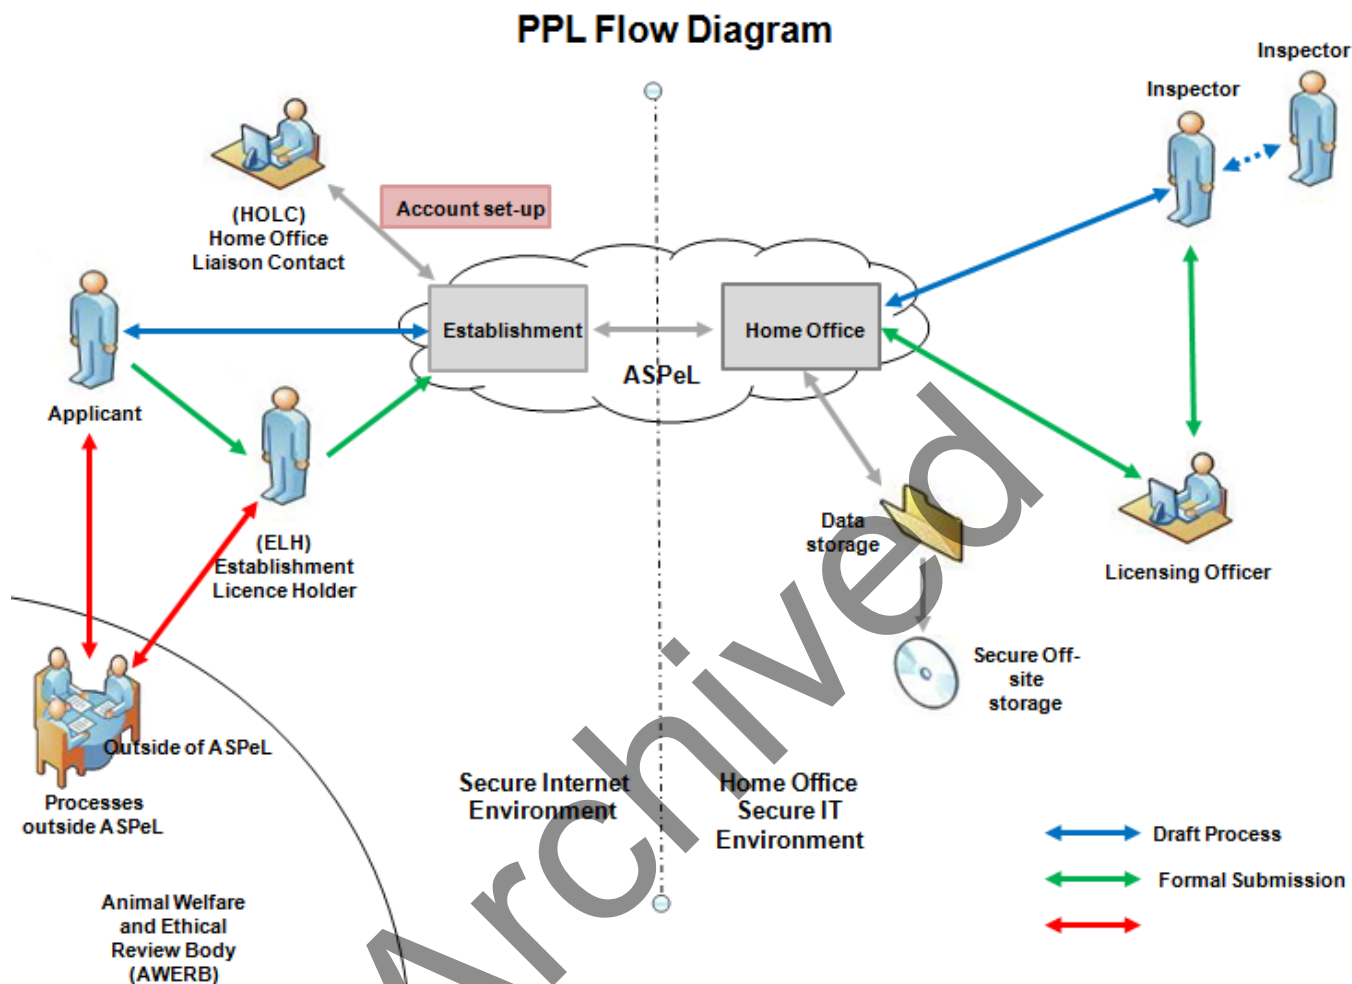 PPL Flow Diagram
Inspector
Inspector
(HOLC)
Home Office
Liaison Contact
Account set-up
Establishment
Home Office
ASPeL
Applicant
(ELH)
Establishment
Licence Holder
Data
storage
Licensing Officer
Secure Off-
site
storage
Outside of ASPeL
Processes
outside ASPeL
Secure Internet
Environment
Home Office
Secure IT
Environment
Draft Process
Formal Submission
Animal Welfare
and Ethical
Review Body
(AWERB)
Archived